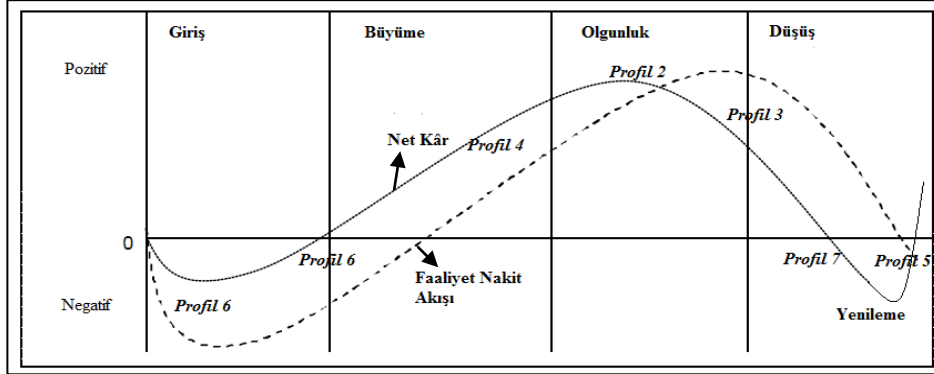 Giriş
Büyüme
Olgunluk
Düşüş
Pozitif
Profil 2
Profil 3
Net Kâr
Profil 4
0
Profil 6
Profil 7
Profil 5
Faaliyet Nakit
Akışı
Profil 6
Negatif
Yenileme